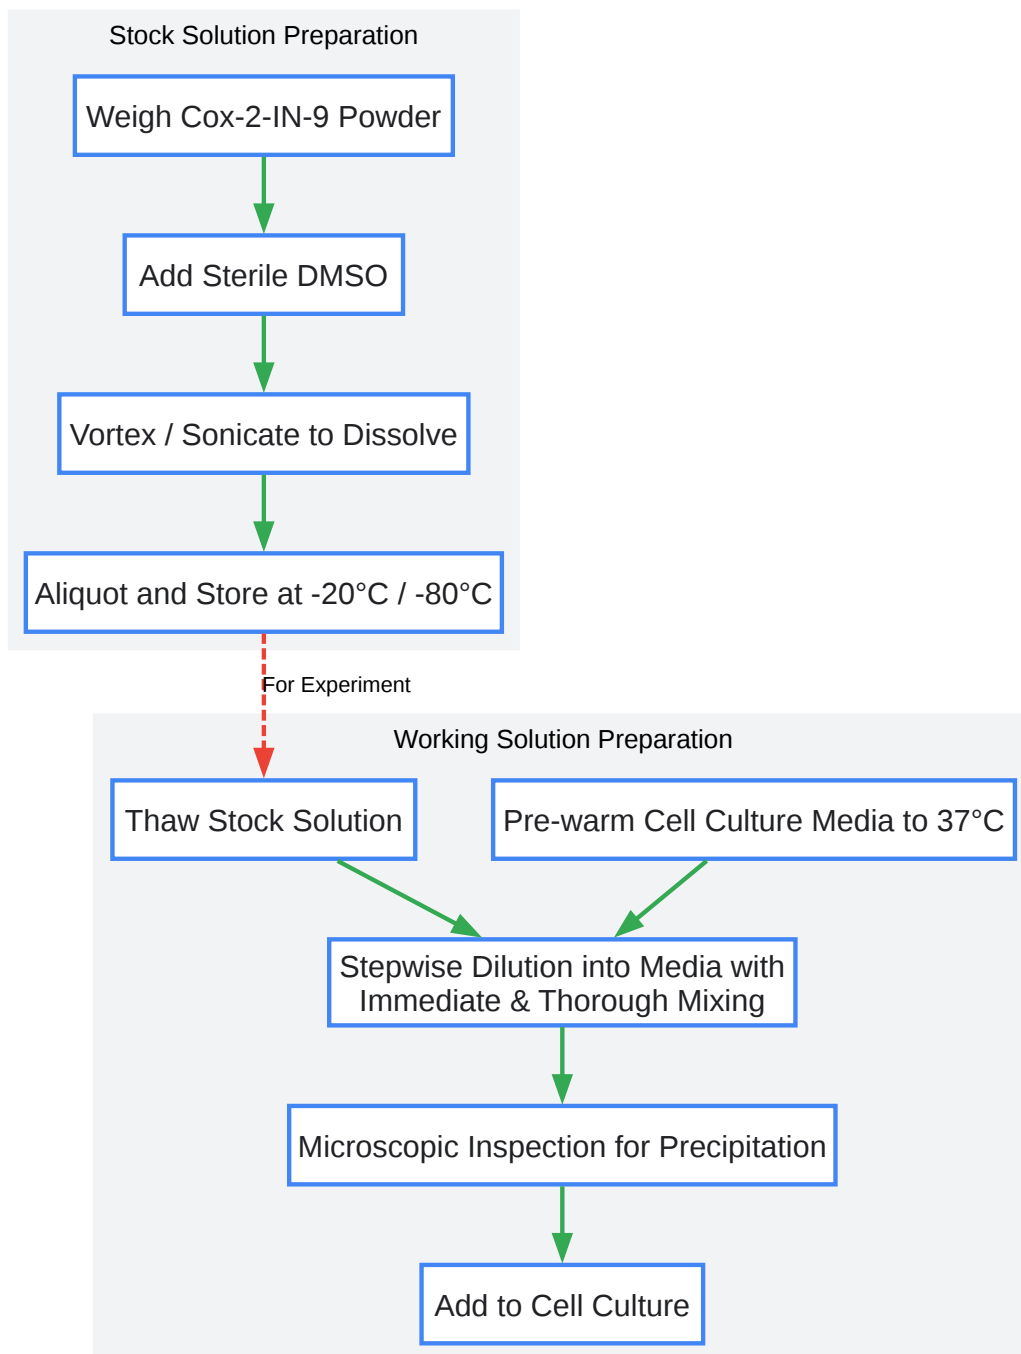 Stock Solution Preparation
Weigh Cox-2-IN-9 Powder
Add Sterile DMSO
Vortex / Sonicate to Dissolve
Aliquot and Store at -20°C / -80°C
For Experiment
Working Solution Preparation
Thaw Stock Solution
Pre-warm Cell Culture Media to 37°C
Stepwise Dilution into Media with
Immediate & Thorough Mixing
Microscopic Inspection for Precipitation
Add to Cell Culture